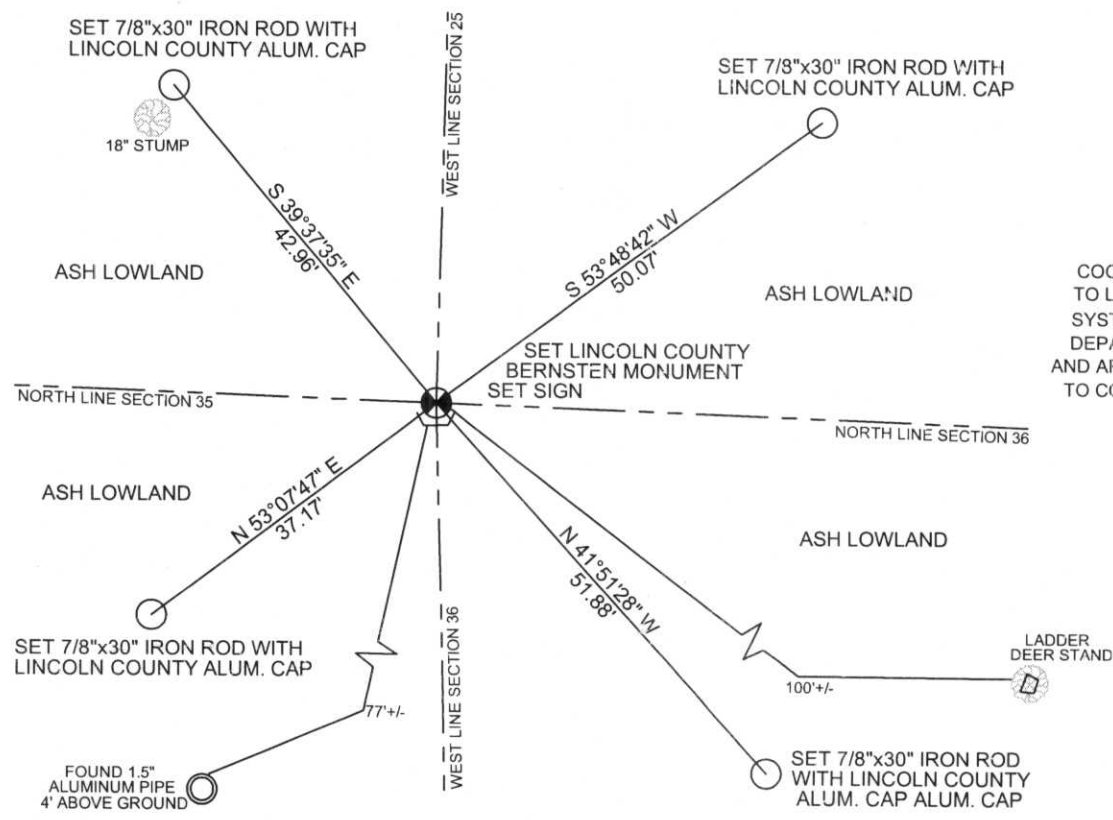 SET 7/8"x30" IRON ROD WITH
LINCOLN COUNTY ALUM. CAP
18" STUMP
WEST LINE SECTION 25
SET 7/8"x30" IRON ROD WITH
LINCOLN COUNTY ALUM. CAP
S 39°37'35" E
42.96'
S 53°48'42" W
50.07'
ASH LOWLAND
ASH LOWLAND
SET LINCOLN COUNTY
BERNSTEN MONUMENT
SET SIGN
TO L
SYST
DEPA
TO CO
NORTH LINE SECTION 35
NORTH LINE SECTION 36
ASH LOWLAND
N 53°07'47" E
37.17'
N 41°51'28" W
51.88'
ASH LOWLAND
SET 7/8"x30" IRON ROD WITH
LINCOLN COUNTY ALUM. CAP
WEST LINE SECTION 36
LADDER
DEER STAND
77'+/-
100'+/-
FOUND 1.5"
ALUMINUM PIPE
4' ABOVE GROUND
SET 7/8"x30" IRON ROD
WITH LINCOLN COUNTY
ALUM. CAP ALUM. CAP